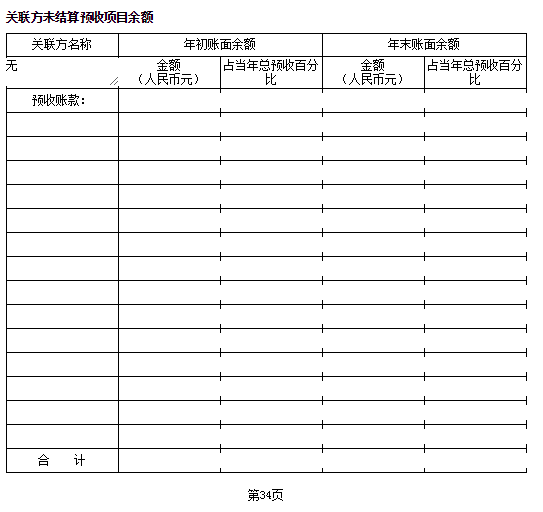 关联方未结算预收项目余额
关联方名称 年初账面余额 年末账面余额
无 金额 占当年总预收百分 金额 占当年总预收百分
（人民币元） 比 （人民币元） 比
预收账款：
合 计
第34页